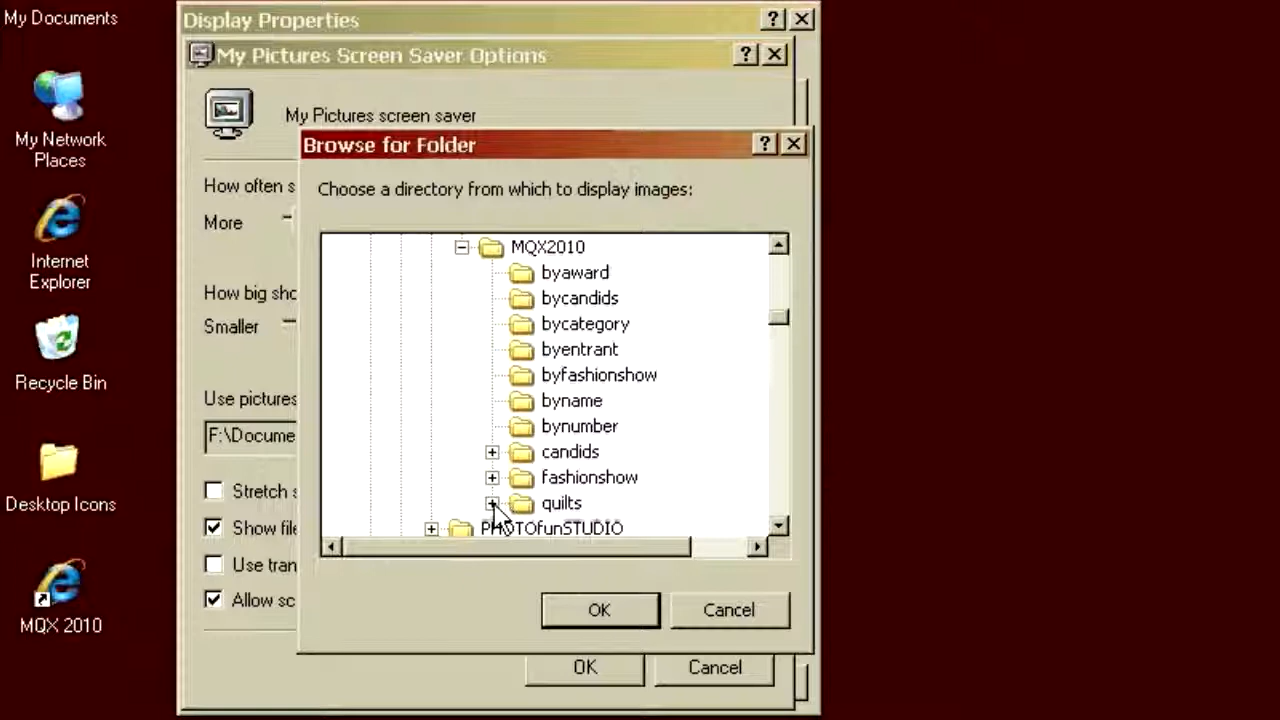 My Documents
My Network
Places
Internet
Explorer
Recycle Bin
Desktop Icons
MQX 2010
Display Properties
My Pictures Screen Saver Options
My Pictures screen saver
How often s
More
How big sho
Smaller
Use pictures
F:\Docume
Stretch s
Show file
Use tran
Allow sc
OK
Cancel
Browse for Folder
Choose a directory from which to display images:
MQX2010
byaward
bycandids
bycategory
byentrant
byfashionshow
byname
bynumber
candids
fashionshow
quilts
PHOTOfunSTUDIO
OK
Cancel